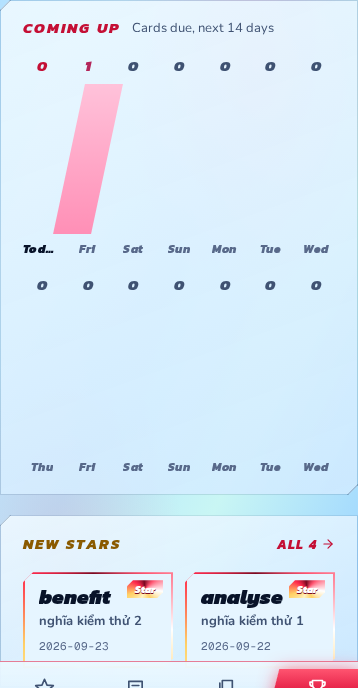 COMING UP Cards due, next 14 days
0 1 0 0 0 0 0
Tod… Fri Sat Sun Mon Tue Wed
0 0 0 0 0 0 0
Thu Fri Sat Sun Mon Tue Wed
NEW STARS ALL 4 →
benefit Star analyse Star
nghĩa kiểm thử 2 nghĩa kiểm thử 1
2026-09-23 2026-09-22